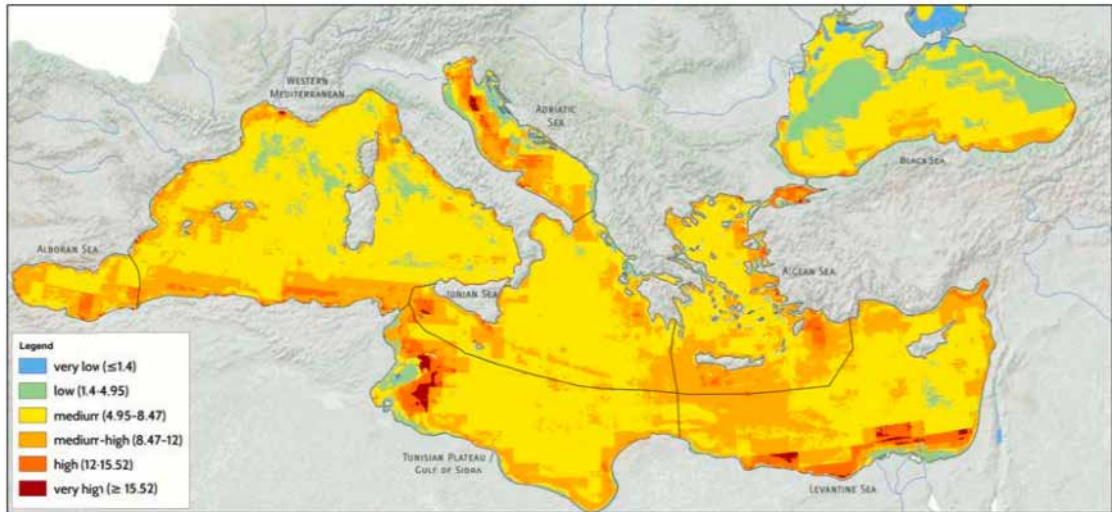 WESTERN
MEDITERRANEAN
ADRIATIC
SEA
BLACK SEA
ALBORAN SEA
IONIAN SEA
AEGEAN SEA
TUNISIAN PLATEAU /
GULF OF SIDRA
LEVANTINE SEA
Legend
very low (≤1.4)
low (1.4-4.95)
mediurr (4.95-8.47)
mediurr-high (8.47-12)
high (12-15.52)
very high (≥ 15.52)